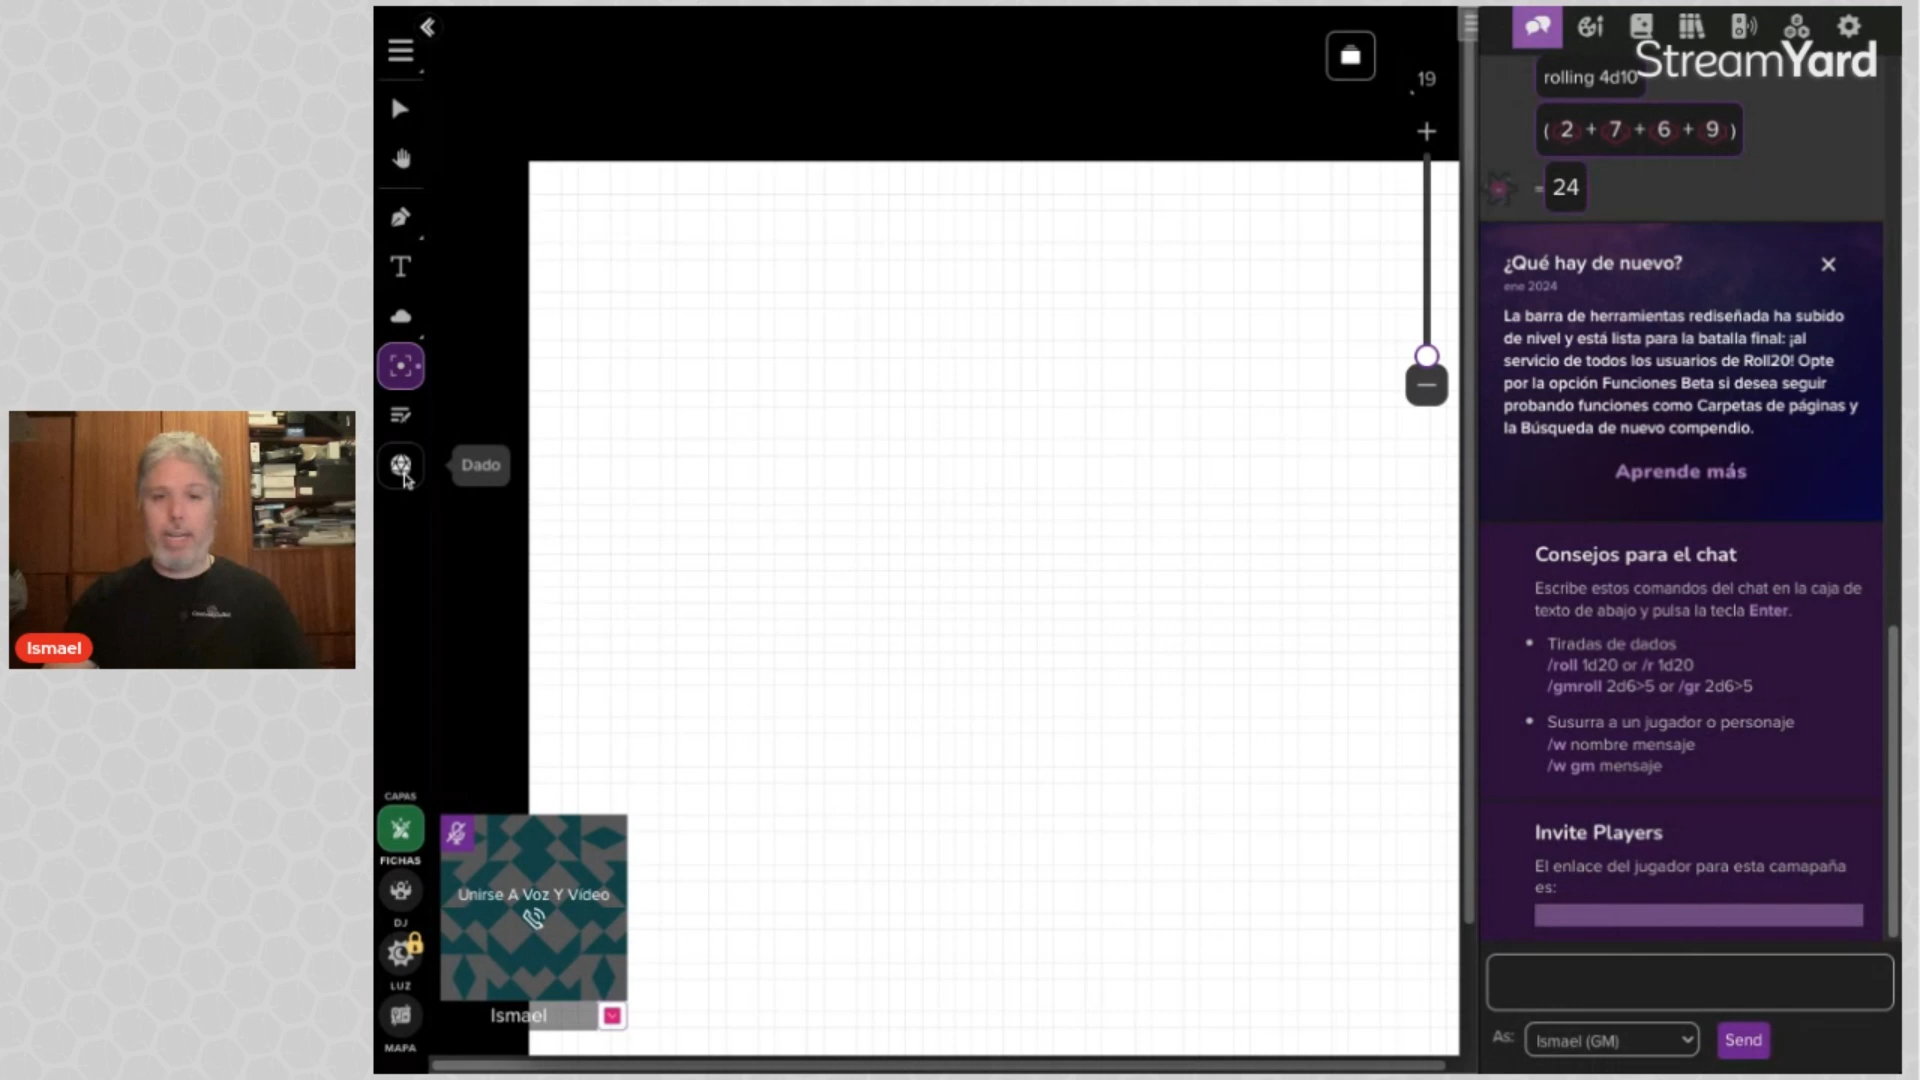 StreamYard
19
rolling 4d10
( 2 + 7 + 6 + 9 )
= 24
¿Qué hay de nuevo?
ene 2024
La barra de herramientas rediseñada ha subido
de nivel y está lista para la batalla final: ¡al
servicio de todos los usuarios de Roll20! Opte
por la opción Funciones Beta si desea seguir
probando funciones como Carpetas de páginas y
la Búsqueda de nuevo compendio.
Aprende más
Dado
Consejos para el chat
Escribe estos comandos del chat en la caja de
texto de abajo y pulsa la tecla Enter.
Tiradas de dados
/roll 1d20 or /r 1d20
/gmroll 2d6>5 or /gr 2d6>5
Susurra a un jugador o personaje
/w nombre mensaje
/w gm mensaje
Ismael
CAPAS
FICHAS
DJ
LUZ
MAPA
Unirse A Voz Y Vídeo
Ismael
Invite Players
El enlace del jugador para esta camapaña
es:
As:
Ismael (GM)
Send